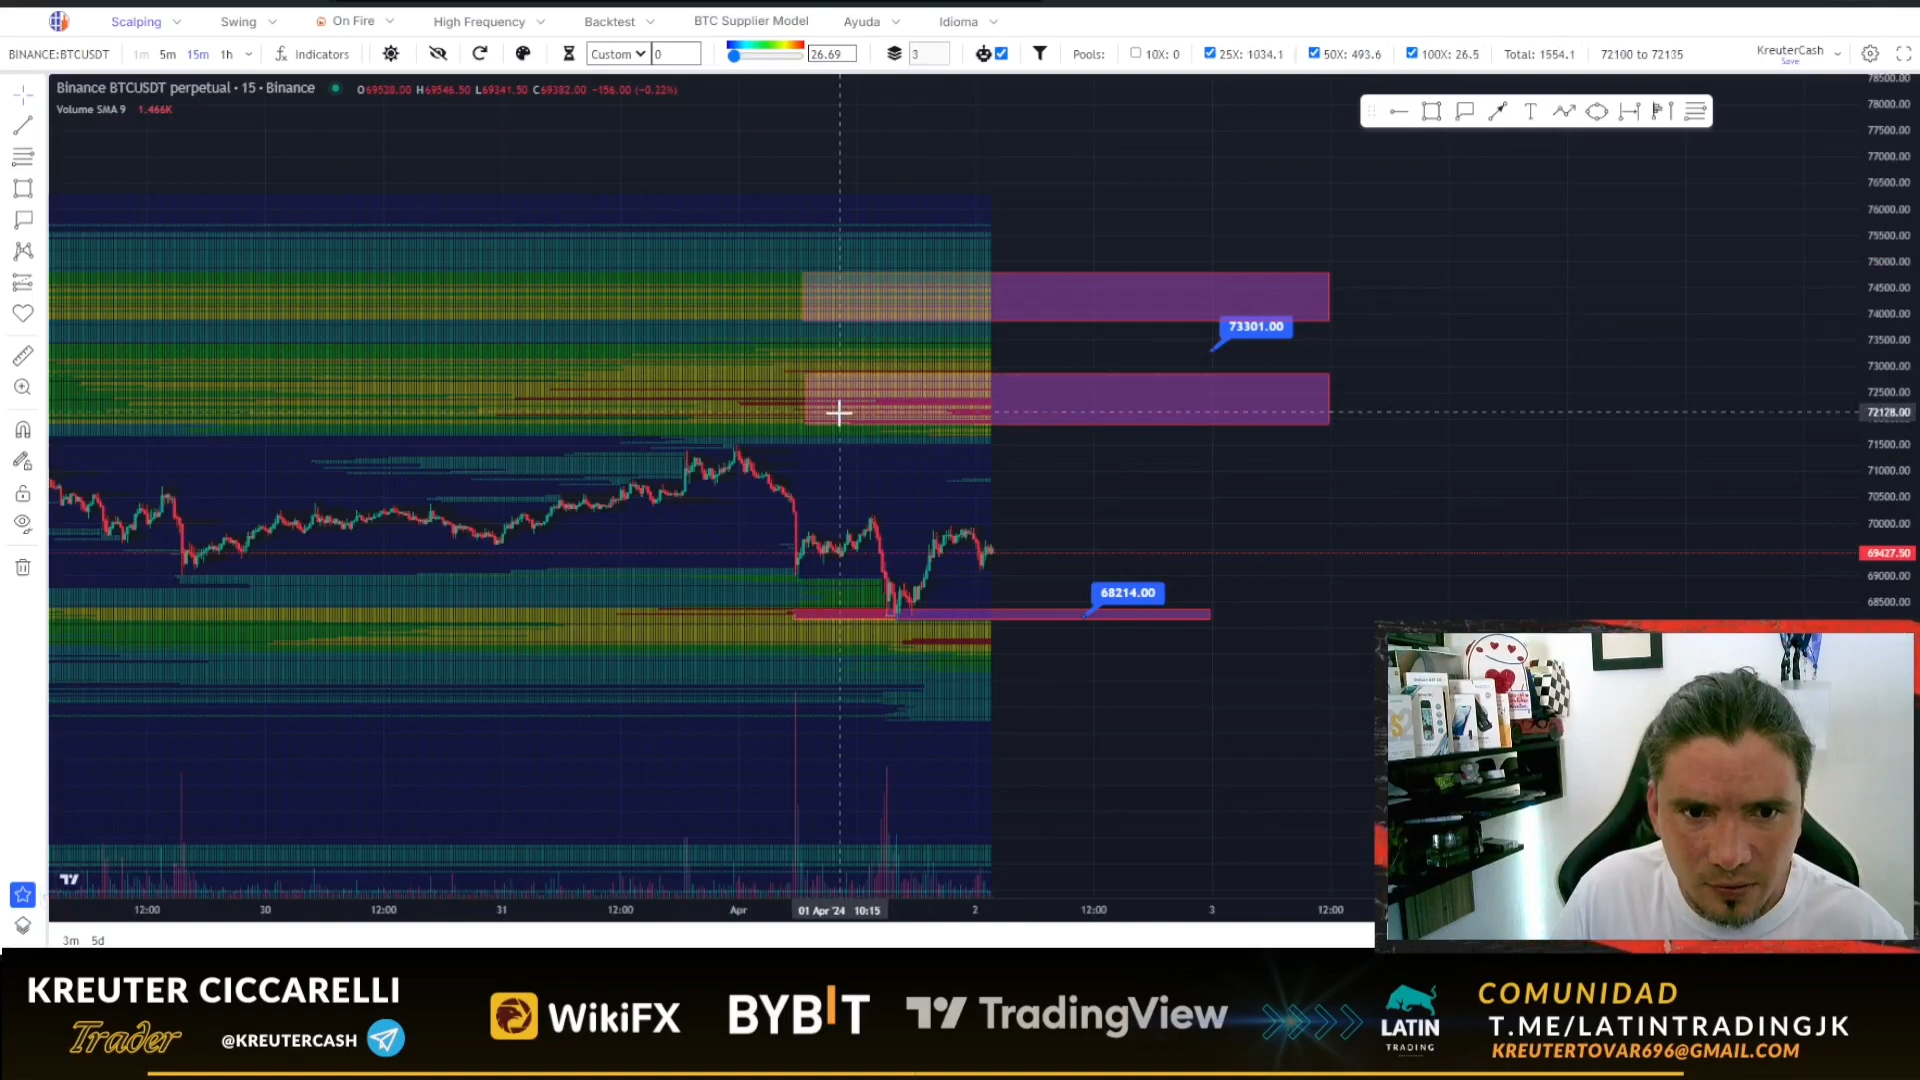 Scalping Swing On Fire High Frequency Backtest BTC Supplier Model Ayuda Idioma
BINANCE:BTCUSDT 1m 5m 15m 1h Indicators Custom 0 26.69 3 Pools: 10X: 0 25X: 1034.1 50X: 493.6 100X: 26.5 Total: 1554.1 72100 to 72135 KreuterCash
Save
Binance BTCUSDT perpetual · 15 · Binance O69528.00 H69546.50 L69341.50 C69382.00 -156.00 (-0.22%)
Volume SMA 9 1.466K
78500.00
78000.00
77500.00
77000.00
76500.00
76000.00
75500.00
75000.00
74500.00
74000.00
73500.00
73000.00
72500.00
72128.00
71500.00
71000.00
70500.00
70000.00
69427.50
69000.00
68500.00
73301.00
68214.00
12:00 30 12:00 31 12:00 Apr 01 Apr '24 10:15 2 12:00 3 12:00
3m 5d
KREUTER CICCARELLI
Trader @KREUTERCASH
WikiFX
BYBIT
TradingView
LATIN
TRADING
COMUNIDAD
T.ME/LATINTRADINGJK
KREUTERTOVAR696@GMAIL.COM